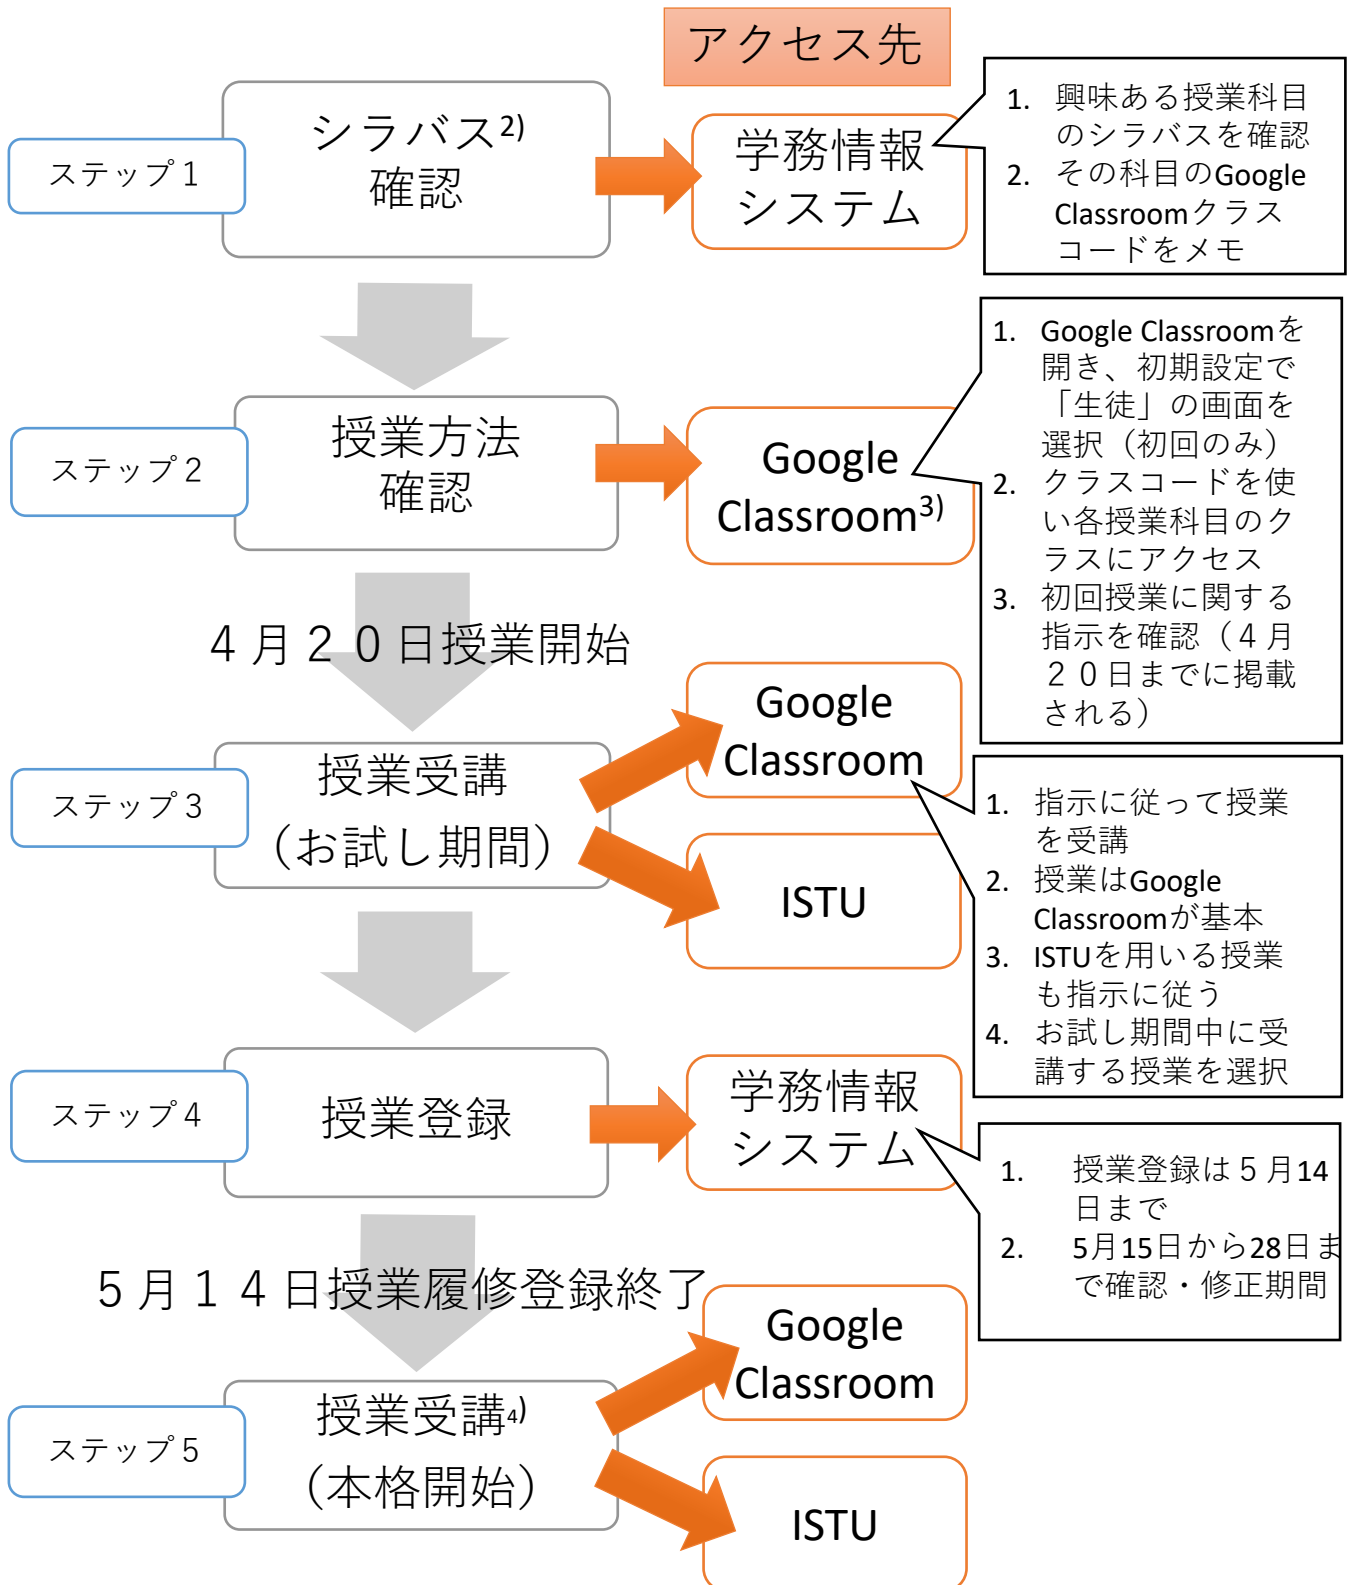 アクセス先
ステップ１
シラバス2)
確認
学務情報
システム
1. 興味ある授業科目
のシラバスを確認
2. その科目のGoogle
Classroomクラス
コードをメモ
ステップ２
授業方法
確認
Google
Classroom3)
1. Google Classroomを
開き、初期設定で
「生徒」の画面を
選択（初回のみ）
2. クラスコードを使
い各授業科目のク
ラスにアクセス
3. 初回授業に関する
指示を確認（４月
２０日までに掲載
される）
４月２０日授業開始
ステップ３
授業受講
（お試し期間）
Google
Classroom
ISTU
1. 指示に従って授業
を受講
2. 授業はGoogle
Classroomが基本
3. ISTUを用いる授業
も指示に従う
4. お試し期間中に受
講する授業を選択
ステップ４
授業登録
学務情報
システム
1. 授業登録は５月14
日まで
2. 5月15日から28日ま
で確認・修正期間
５月１４日授業履修登録終了
ステップ５
授業受講4)
（本格開始）
Google
Classroom
ISTU